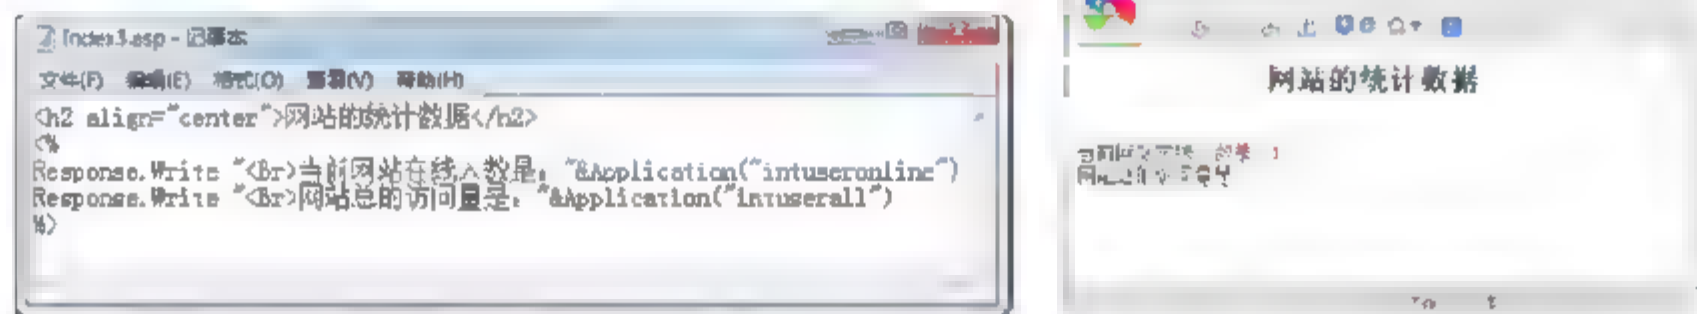 Index3.asp - 记事本
文件(F) 编辑(E) 格式(O) 查看(V) 帮助(H)
<h2 align="center">网站的统计数据</h2>
<%
Response.Write "<Br>当前网站在线人数是："&Application("intuseronline")
Response.Write "<Br>网站总的访问量是："&Application("intuserall")
%>
网站的统计数据